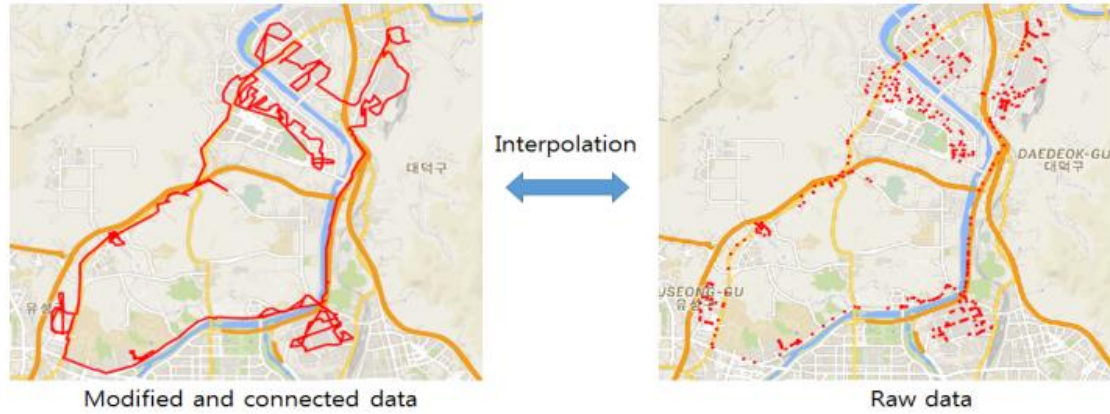 대덕구
유성
Interpolation
DAEDEOK-GU
대덕구
USEONG-GU
유성구
Modified and connected data
Raw data